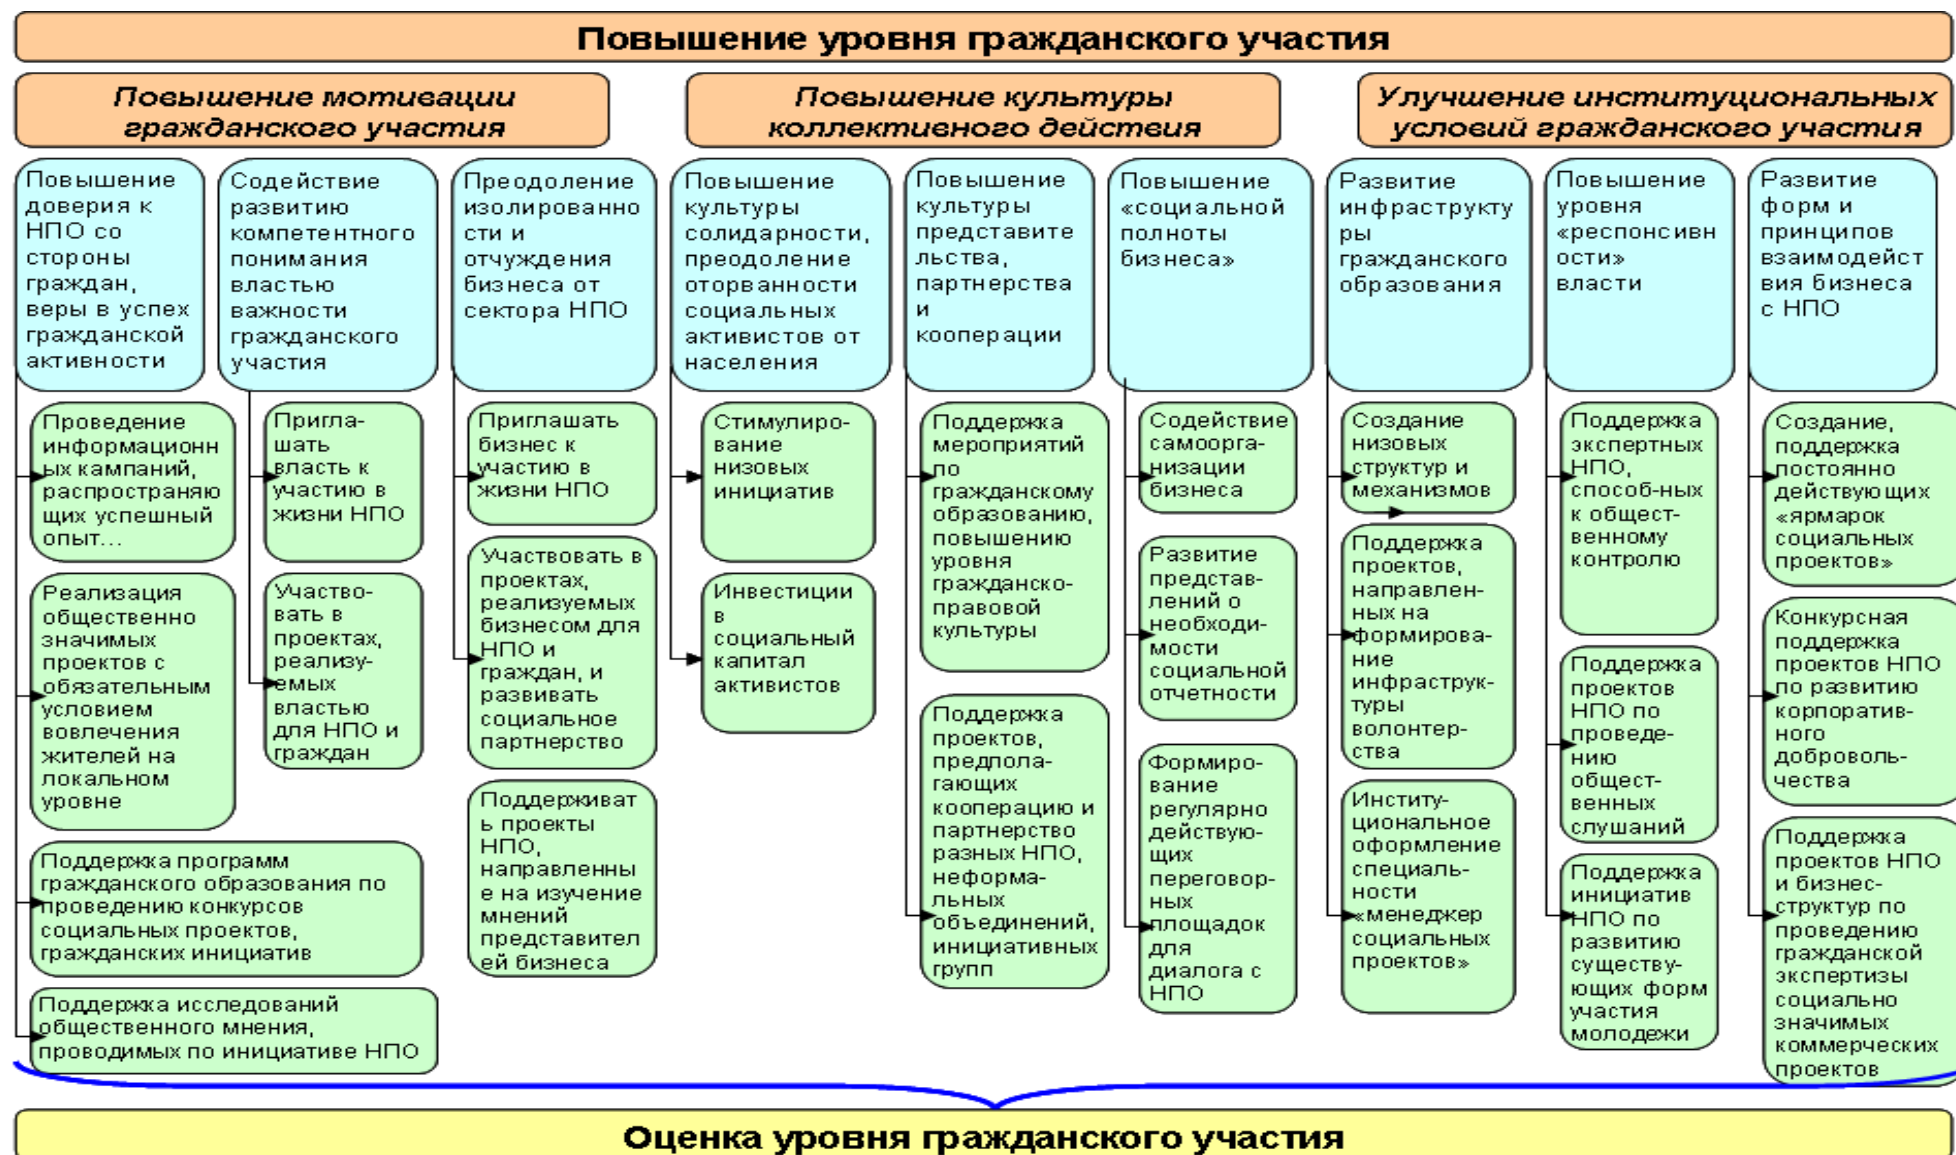 Повышение уровня гражданского участия
Повышение мотивации
гражданского участия
Повышение культуры
коллективного действия
Улучшение институциональных
условий гражданского участия
Повышение
доверия к
НПО со
стороны
граждан,
веры в успех
гражданской
активности
Содействие
развитию
компетентного
понимания
властью
важности
гражданского
участия
Преодоление
изолированно
сти и
отчуждения
бизнеса от
сектора НПО
Повышение
культуры
солидарности,
преодоление
оторванности
социальных
активистов от
населения
Повышение
культуры
представите
льства,
партнерства
и
кооперации
Повышение
«социальной
полноты
бизнеса»
Развитие
инфраструкту
ры
гражданского
образования
Повышение
уровня
«респонсивн
ости»
власти
Развитие
форм и
принципов
взаимодейст
вия бизнеса
с НПО
Проведение
информационн
ых кампаний,
распространяю
щих успешный
опыт...
Реализация
общественно
значимых
проектов с
обязательным
условием
вовлечения
жителей на
локальном
уровне
Поддержка программ
гражданского образования по
проведению конкурсов
социальных проектов,
гражданских инициатив
Поддержка исследований
общественного мнения,
проводимых по инициативе НПО
Пригла-
шать
власть к
участию в
жизни НПО
Участво-
вать в
проектах,
реализу-
емых
властью
для НПО и
граждан
Приглашать
бизнес к
участию в
жизни НПО
Участвовать в
проектах,
реализуемых
бизнесом для
НПО и
граждан, и
развивать
социальное
партнерство
Поддерживат
ь проекты
НПО,
направленны
е на изучение
мнений
представител
ей бизнеса
Стимулиро-
вание
низовых
инициатив
Инвестиции
в
социальный
капитал
активистов
Поддержка
мероприятий
по
гражданскому
образованию,
повышению
уровня
гражданско-
правовой
культуры
Поддержка
проектов,
предпола-
гающих
кооперацию и
партнерство
разных НПО,
неформа-
льных
объединений,
инициативных
групп
Содействие
самоорга-
низации
бизнеса
Развитие
представ-
лений о
необходи-
мости
социальной
отчетности
Формиро-
вание
регулярно
действую-
щих
переговор-
ных
площадок
для
диалога с
НПО
Создание
низовых
структур и
механизмов
Поддержка
проектов,
направлен-
ных на
формирова-
ние
инфраструк-
туры
волонтер-
ства
Институ-
циональное
оформление
специаль-
ности
«менеджер
социальных
проектов»
Поддержка
экспертных
НПО,
способ-ных
к общест-
венному
контролю
Поддержка
проектов
НПО по
проведе-
нию
общест-
венных
слушаний
Поддержка
инициатив
НПО по
развитию
существу-
ющих форм
участия
молодежи
Создание,
поддержка
постоянно
действующих
«ярмарок
социальных
проектов»
Конкурсная
поддержка
проектов НПО
по развитию
корпоратив-
ного
доброволь-
чества
Поддержка
проектов НПО
и бизнес-
структур по
проведению
гражданской
экспертизы
социально
значимых
коммерческих
проектов
Оценка уровня гражданского участия